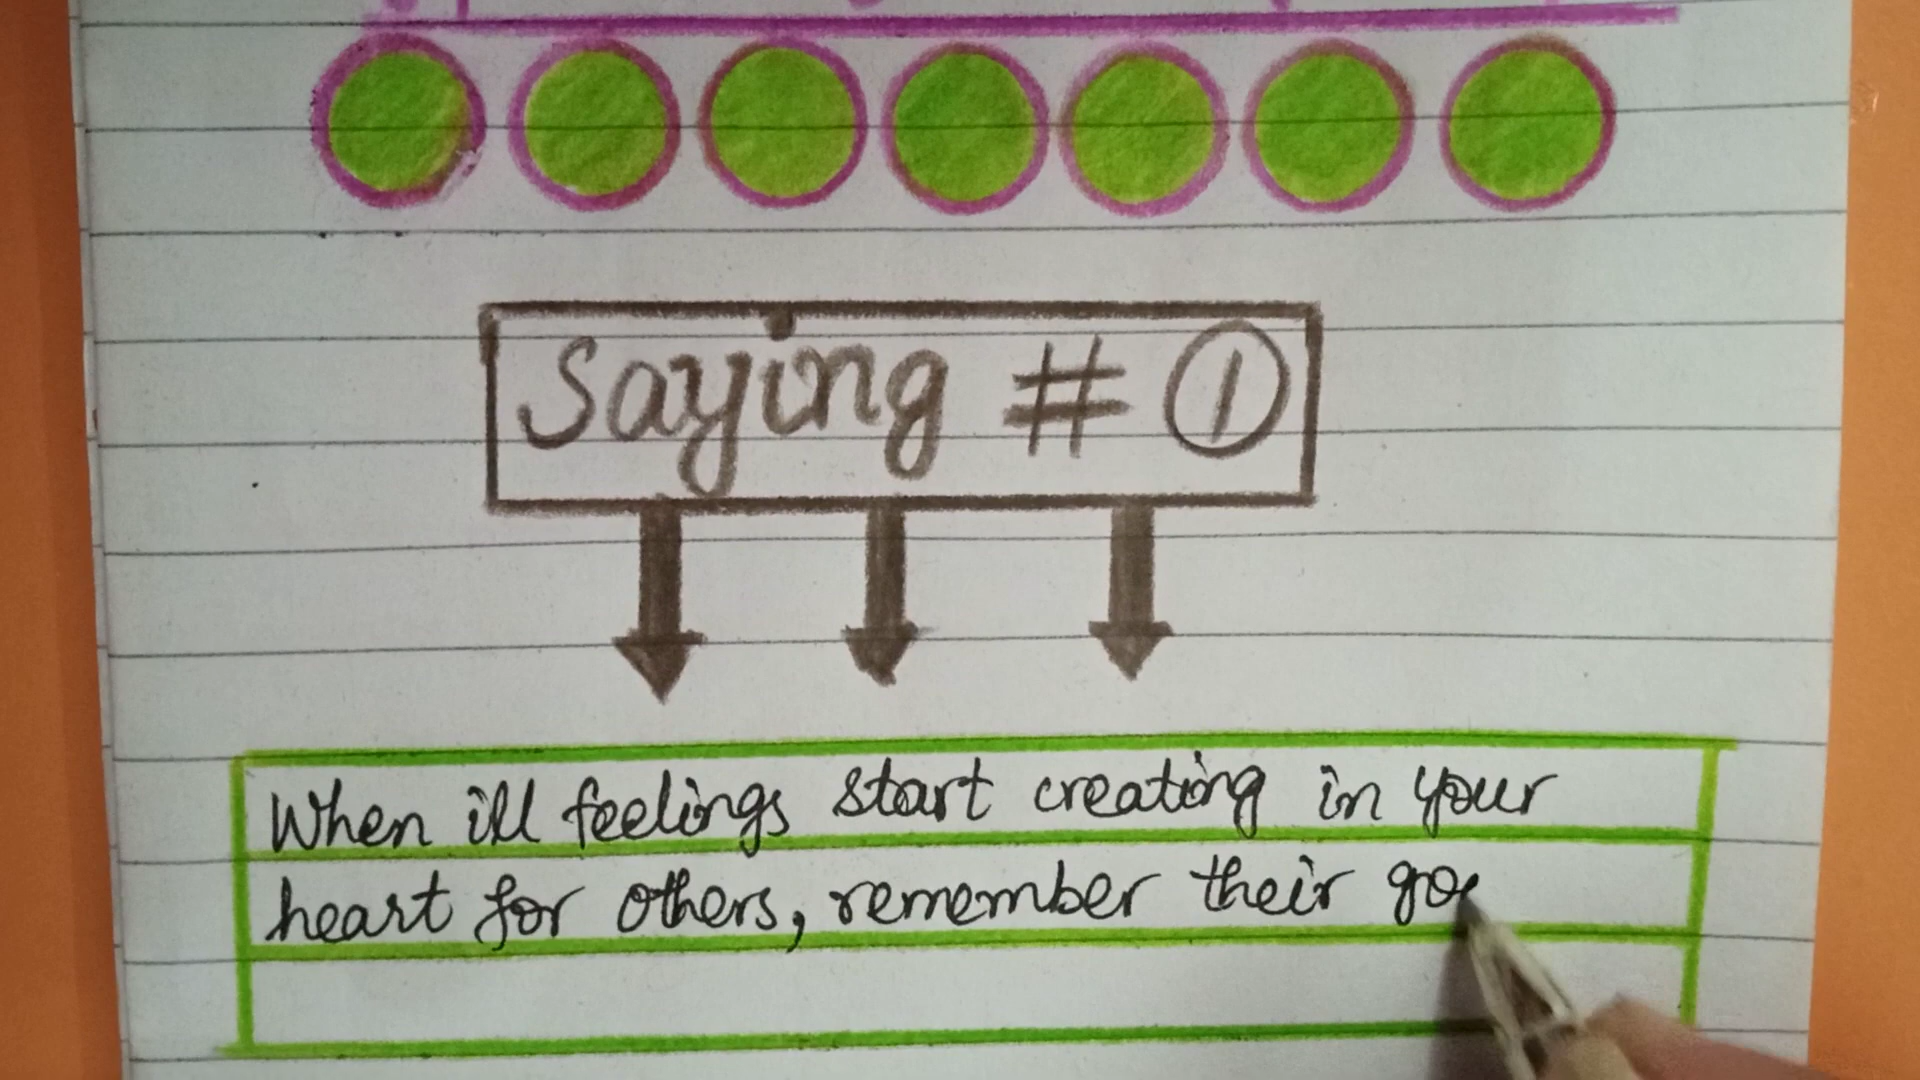 Saying # 1
When ill feelings start creating in your
heart for others, remember their